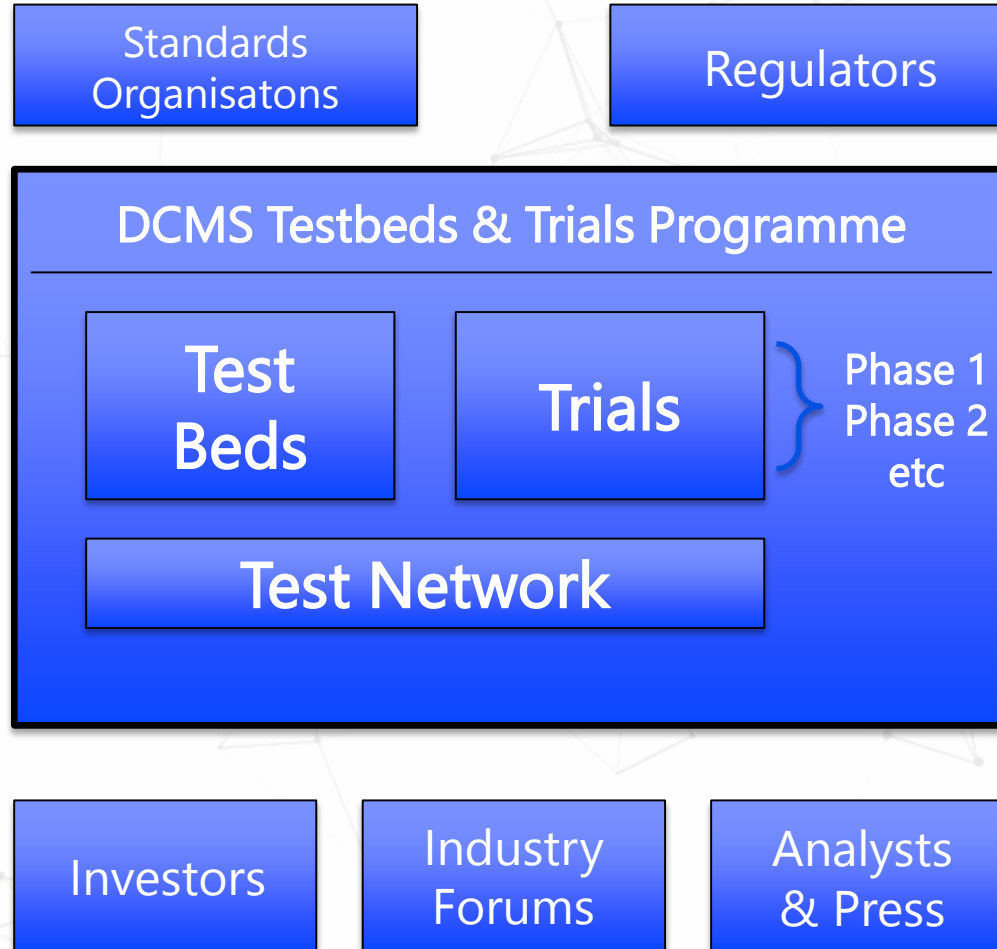 Standards
Organisatons
Regulators
DCMS Testbeds & Trials Programme
Test
Beds
Trials
Phase 1
Phase 2
etc
Test Network
Investors
Industry
Forums
Analysts
& Press